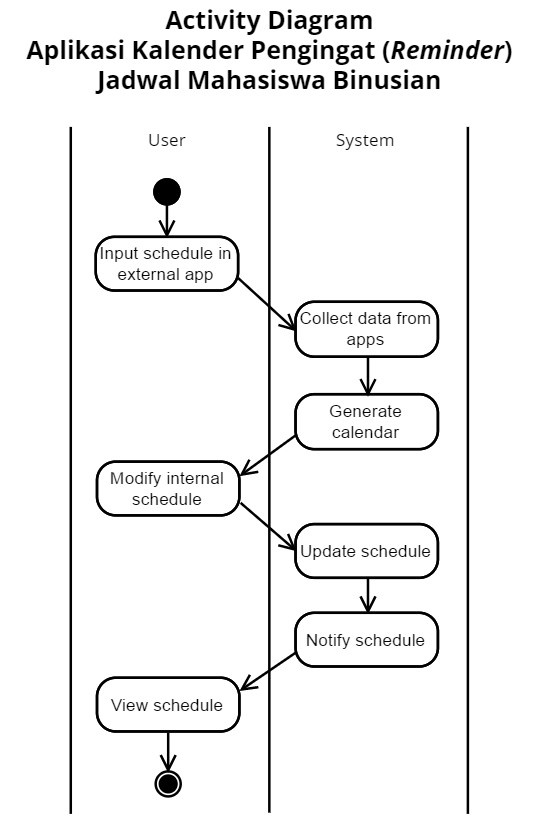 Activity Diagram
Aplikasi Kalender Pengingat (Reminder)
Jadwal Mahasiswa Binusian
User
System
Input schedule in
external app
Collect data from
apps
Generate
calendar
Modify internal
schedule
Update schedule
Notify schedule
View schedule